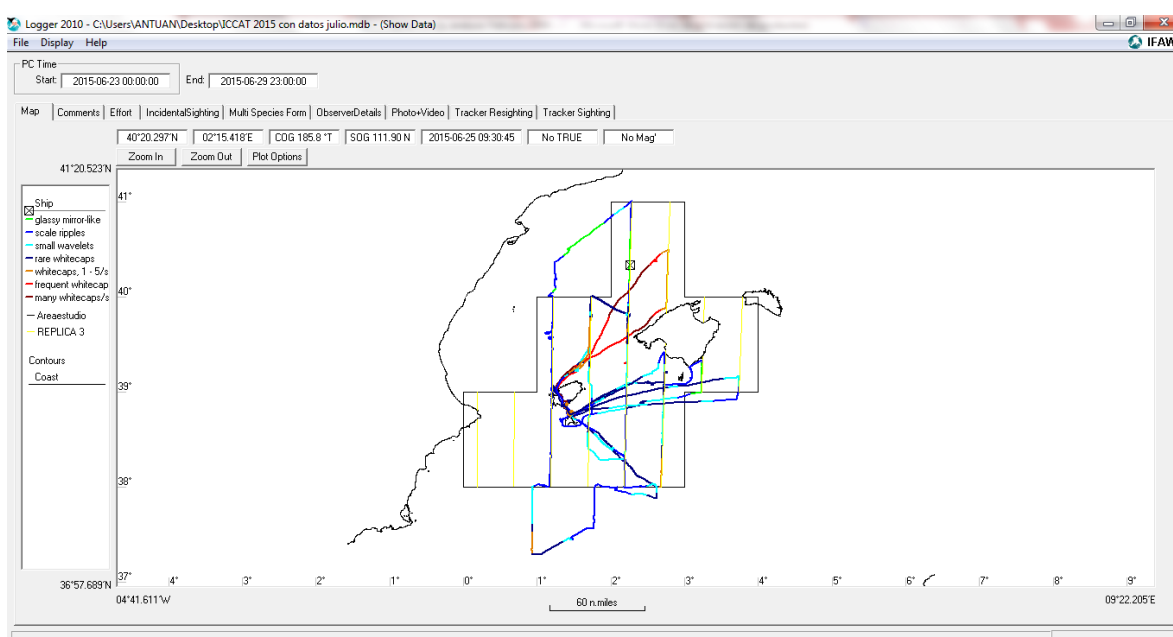 Logger 2010 - C:\Users\ANTUAN\Desktop\ICCAT 2015 con datos julio.mdb - (Show Data)
File Display Help
IFAW
PC Time
Start: 2015-06-23 00:00:00 End: 2015-06-29 23:00:00
Map Comments Effort IncidentalSighting Multi Species Form ObserverDetails Photo+Video Tracker Resighting Tracker Sighting
40°20.297'N 02°15.418'E COG 185.8 °T SOG 111.90 N 2015-06-25 09:30:45 No TRUE No Mag'
Zoom In Zoom Out Plot Options
41°20.523'N
Ship
glassy mirror-like
scale ripples
small wavelets
rare whitecaps
whitecaps, 1 - 5/s
frequent whitecap
many whitecaps/s
Areaestudio
REPLICA 3
Contours
Coast
41°
40°
39°
38°
37°
36°57.689'N
4° 3° 2° 1° 0° 1° 2° 3° 4° 5° 6° 7° 8° 9°
04°41.611'W
60 n.miles
09°22.205'E